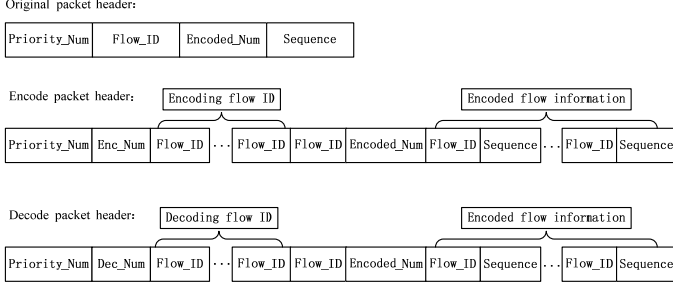 Original packet header:
Priority_Num Flow_ID Encoded_Num Sequence
Encode packet header: Encoding flow ID Encoded flow information
Priority_Num Enc_Num Flow_ID ... Flow_ID Flow_ID Encoded_Num Flow_ID Sequence ... Flow_ID Sequence
Decode packet header: Decoding flow ID Encoded flow information
Priority_Num Dec_Num Flow_ID ... Flow_ID Flow_ID Encoded_Num Flow_ID Sequence ... Flow_ID Sequence